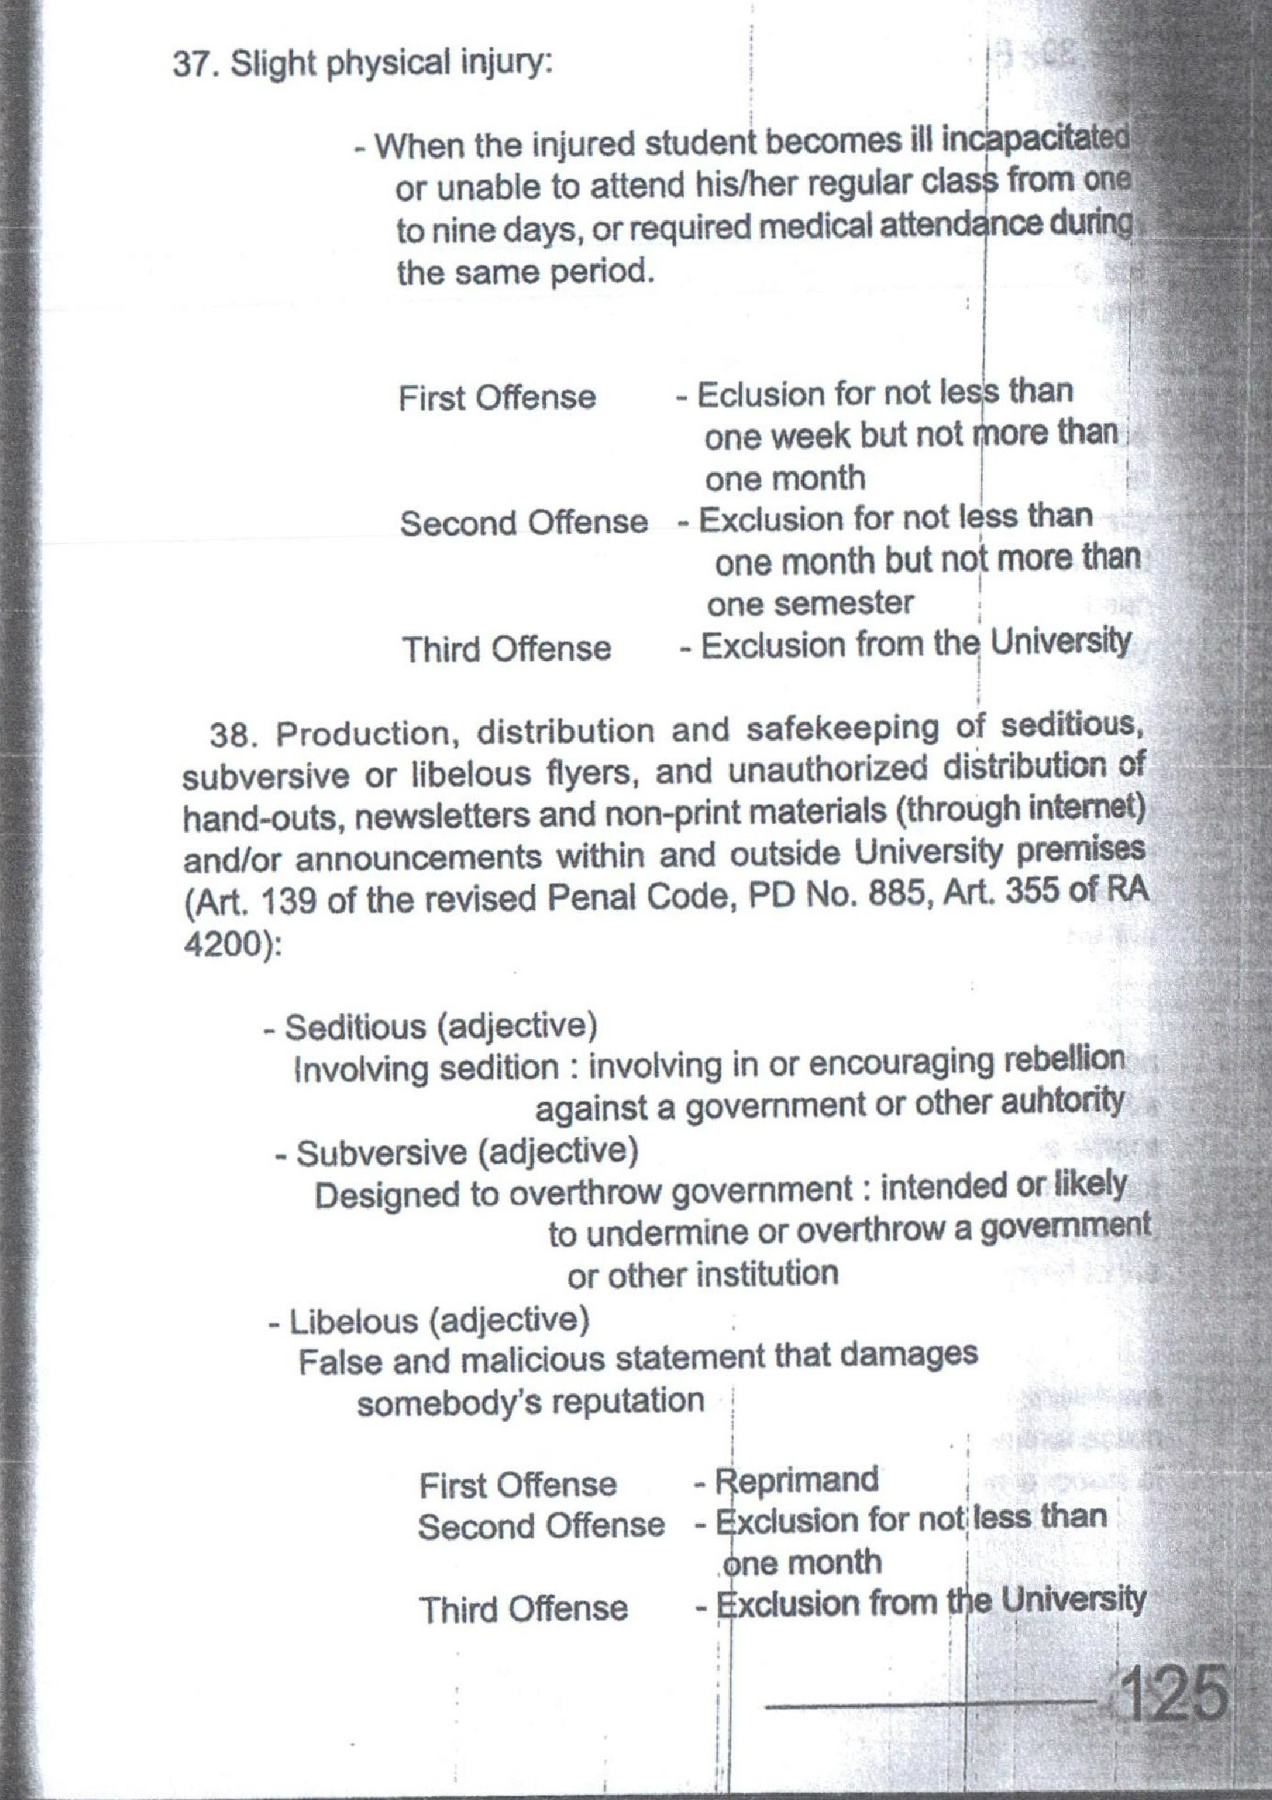 37. Slight physical injury:
- When the injured student becomes ill incapacitated
or unable to attend his/her regular class from one
to nine days, or required medical attendance during
the same period.
First Offense - Eclusion for not less than
one week but not more than
one month
Second Offense - Exclusion for not less than
one month but not more than
one semester
Third Offense - Exclusion from the University
38. Production, distribution and safekeeping of seditious,
subversive or libelous flyers, and unauthorized distribution of
hand-outs, newsletters and non-print materials (through internet)
and/or announcements within and outside University premises
(Art. 139 of the revised Penal Code, PD No. 885, Art. 355 of RA
4200):
- Seditious (adjective)
Involving sedition : involving in or encouraging rebellion
against a government or other auhtority
- Subversive (adjective)
Designed to overthrow government : intended or likely
to undermine or overthrow a government
or other institution
- Libelous (adjective)
False and malicious statement that damages
somebody's reputation
First Offense - Reprimand
Second Offense - Exclusion for not less than
one month
Third Offense - Exclusion from the University
125